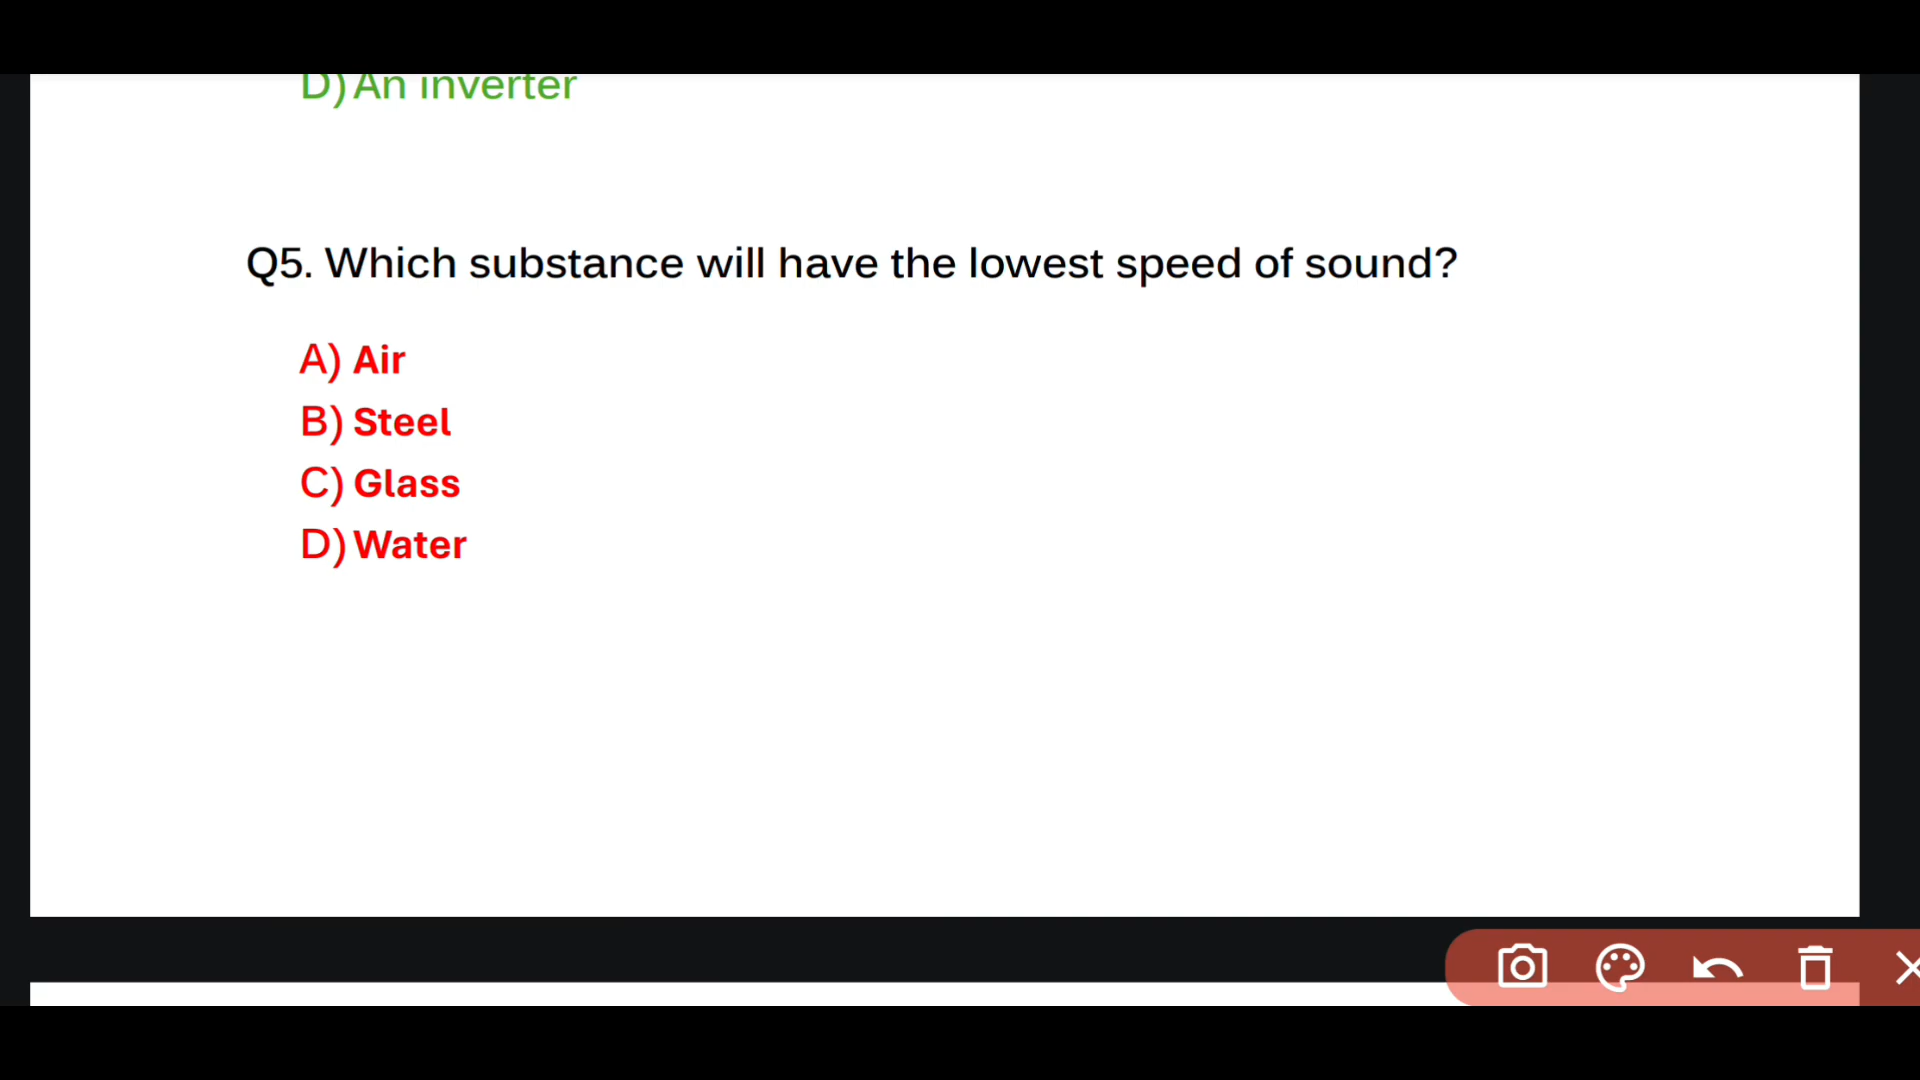 D) An inverter
Q5. Which substance will have the lowest speed of sound?
A) Air
B) Steel
C) Glass
D) Water